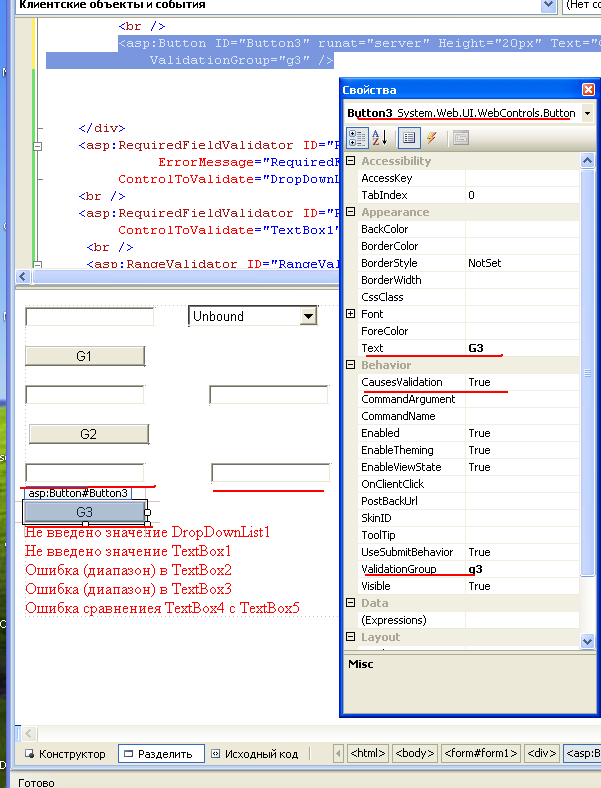 Клиентские объекты и события
(Нет со
<br />
<asp:Button ID="Button3" runat="server" Height="20px" Text="
ValidationGroup="g3" />
</div>
<asp:RequiredFieldValidator ID="R
ErrorMessage="RequiredF
ControlToValidate="DropDownLis
<br />
<asp:RequiredFieldValidator ID="R
ControlToValidate="TextBox1"
<br />
<asp:RangeValidator ID="RangeVal
Свойства
Button3 System.Web.UI.WebControls.Button
Accessibility
AccessKey
TabIndex 0
Appearance
BackColor
BorderColor
BorderStyle NotSet
BorderWidth
CssClass
Font
ForeColor
Text G3
Behavior
CausesValidation True
CommandArgument
CommandName
Enabled True
EnableTheming True
EnableViewState True
OnClientClick
PostBackUrl
SkinID
ToolTip
UseSubmitBehavior True
ValidationGroup g3
Visible True
Data
(Expressions)
Layout
Misc
Unbound
G1
G2
asp:Button#Button3
G3
Не введено значение DropDownList1
Не введено значение TextBox1
Ошибка (диапазон) в TextBox2
Ошибка (диапазон) в TextBox3
Ошибка сравнениея TextBox4 с TextBox5
Конструктор Разделить Исходный код <html> <body> <form#form1> <div> <asp:B
Готово